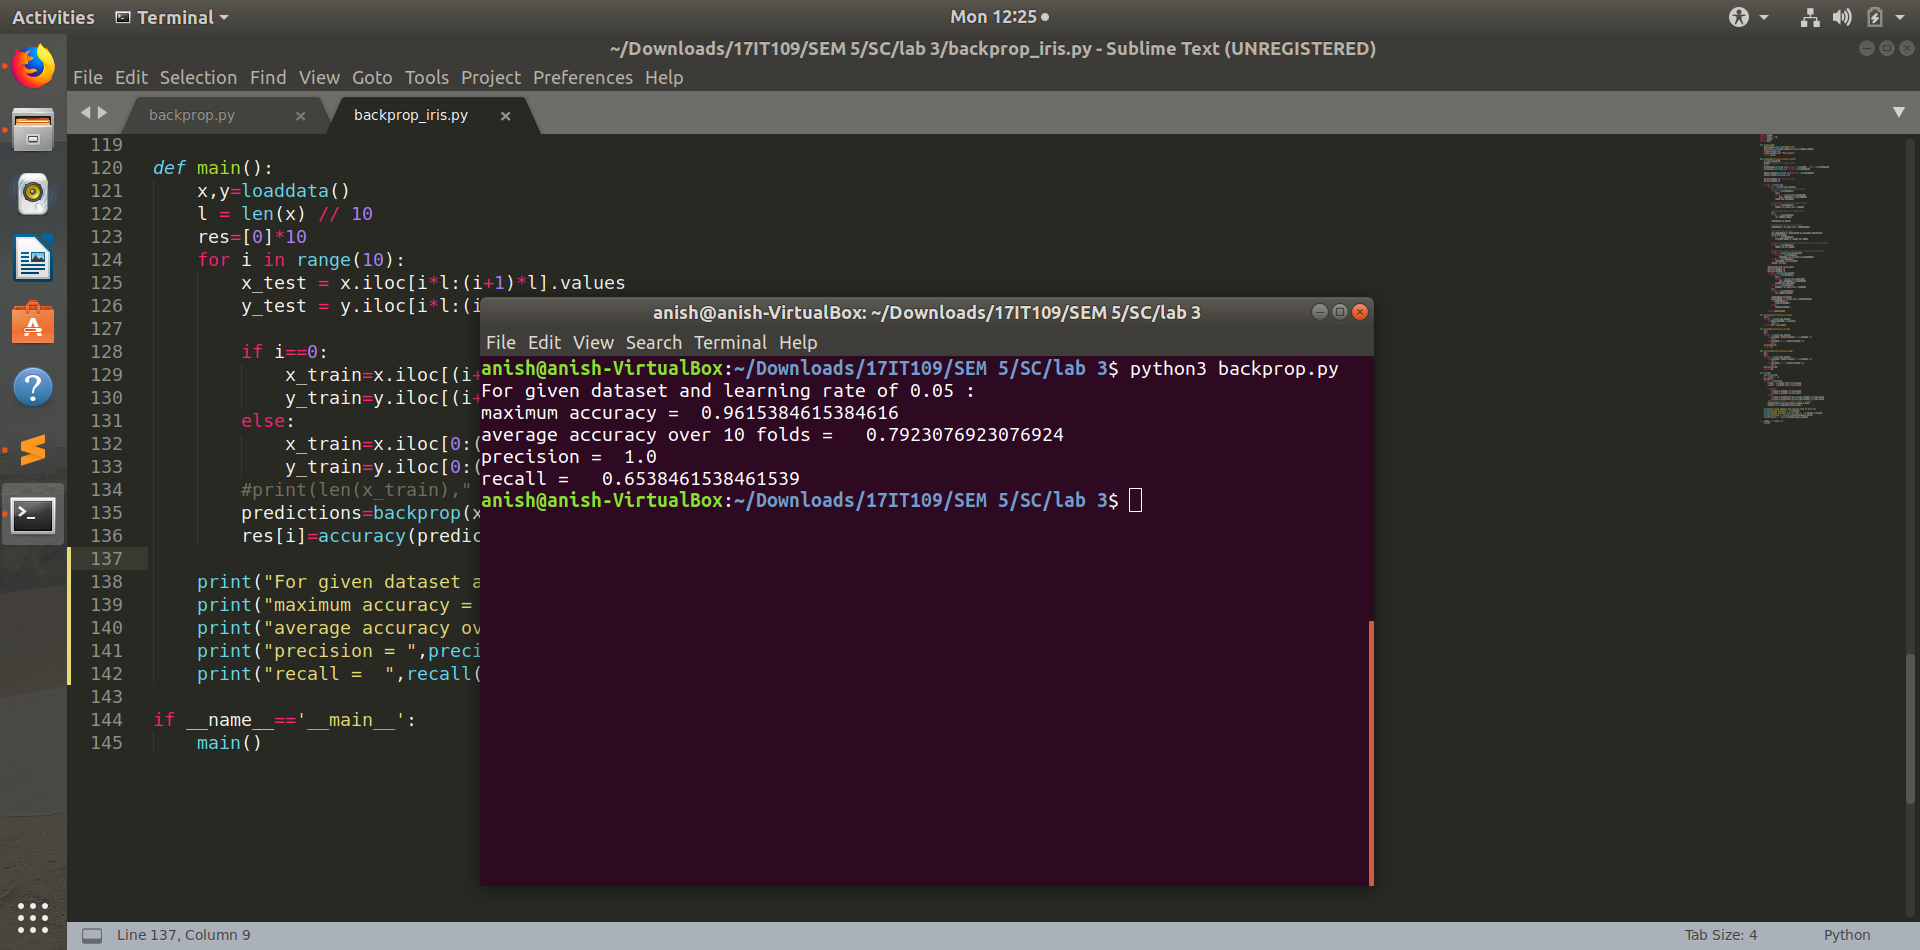 Activities Terminal Mon 12:25
~/Downloads/17IT109/SEM 5/SC/lab 3/backprop_iris.py - Sublime Text (UNREGISTERED)
File Edit Selection Find View Goto Tools Project Preferences Help
backprop.py × backprop_iris.py ×
119
120 def main():
121 x,y=loaddata()
122 l = len(x) // 10
123 res=[0]*10
124 for i in range(10):
125 x_test = x.iloc[i*l:(i+1)*l].values
126 y_test = y.iloc[i*l:(i
127
128 if i==0:
129 x_train=x.iloc[(i+
130 y_train=y.iloc[(i+
131 else:
132 x_train=x.iloc[0:(
133 y_train=y.iloc[0:(
134 #print(len(x_train),"
135 predictions=backprop(x
136 res[i]=accuracy(predic
137
138 print("For given dataset a
139 print("maximum accuracy =
140 print("average accuracy ov
141 print("precision = ",preci
142 print("recall =  ",recall(
143
144 if __name__=='__main__':
145 main()
anish@anish-VirtualBox: ~/Downloads/17IT109/SEM 5/SC/lab 3
File Edit View Search Terminal Help
anish@anish-VirtualBox:~/Downloads/17IT109/SEM 5/SC/lab 3$ python3 backprop.py
For given dataset and learning rate of 0.05 :
maximum accuracy =  0.9615384615384616
average accuracy over 10 folds =   0.7923076923076924
precision =  1.0
recall =   0.6538461538461539
anish@anish-VirtualBox:~/Downloads/17IT109/SEM 5/SC/lab 3$
Line 137, Column 9 Tab Size: 4 Python